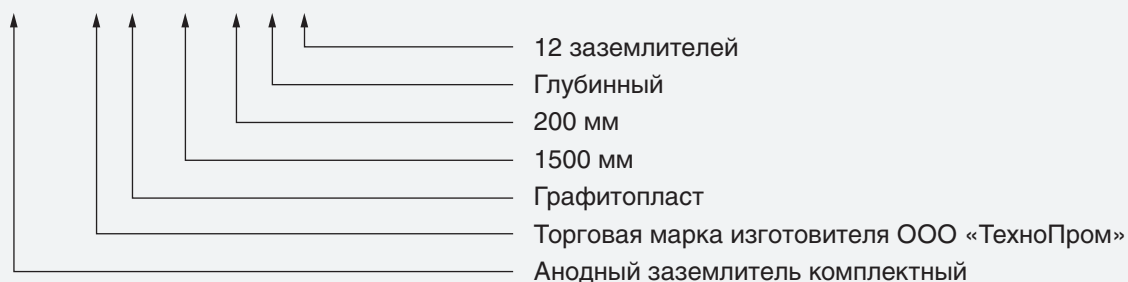 12 заземлителей
Глубинный
200 мм
1500 мм
Графитопласт
Торговая марка изготовителя ООО «ТехноПром»
Анодный заземлитель комплектный